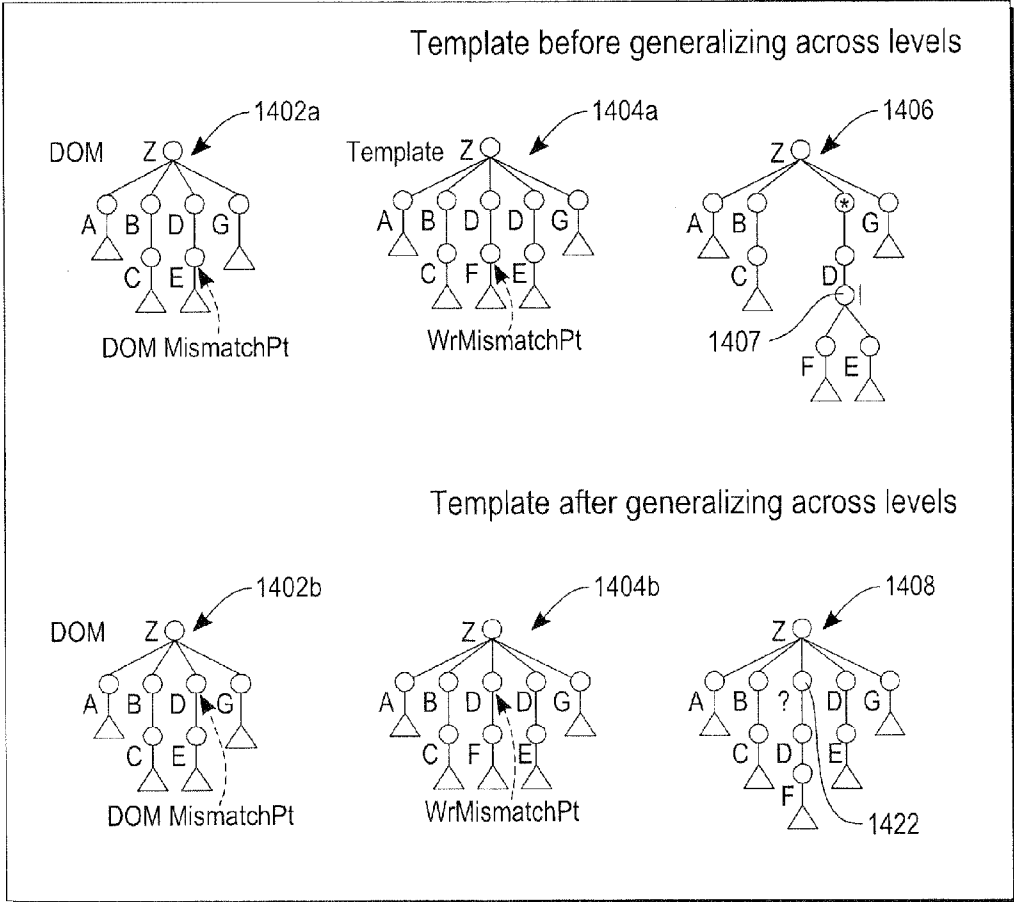 Template before generalizing across levels
1402a
1404a
1406
DOM Z
Template Z
Z
A B D G
A B D D G
A B * G
C E
C F E
C D
|
DOM MismatchPt
WrMismatchPt
1407
F E
Template after generalizing across levels
1402b
1404b
1408
DOM Z
Z
Z
A B D G
A B D D G
A B ? D G
C E
C F E
C D E
F
DOM MismatchPt
WrMismatchPt
1422